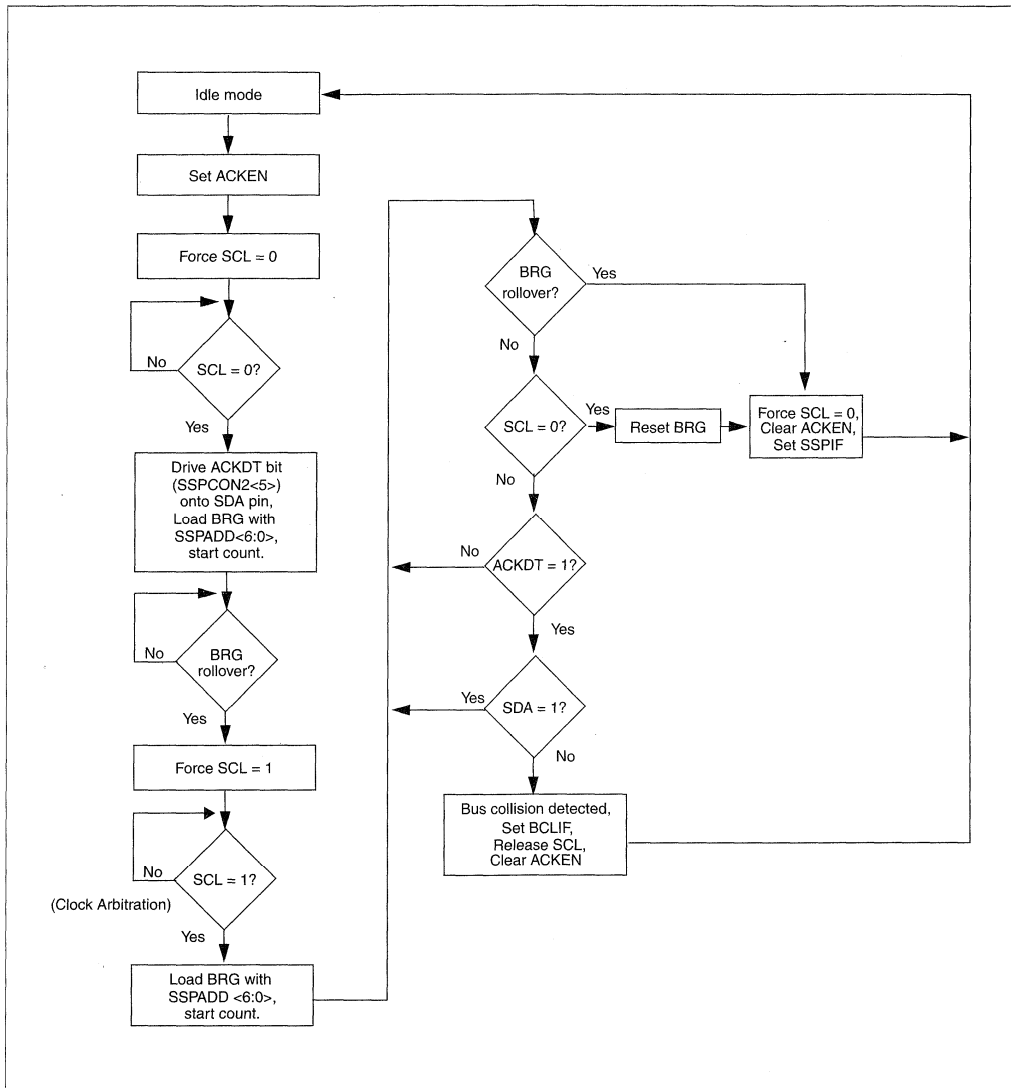 Idle mode
Set ACKEN
Force SCL = 0
SCL = 0?
No
Yes
Drive ACKDT bit
(SSPCON2<5>)
onto SDA pin,
Load BRG with
SSPADD<6:0>,
start count.
BRG
rollover?
No
Yes
Force SCL = 1
SCL = 1?
No
(Clock Arbitration)
Yes
Load BRG with
SSPADD <6:0>,
start count.
BRG
rollover?
Yes
No
SCL = 0?
Yes
Reset BRG
Force SCL = 0,
Clear ACKEN,
Set SSPIF
No
ACKDT = 1?
No
Yes
SDA = 1?
Yes
No
Bus collision detected,
Set BCLIF,
Release SCL,
Clear ACKEN